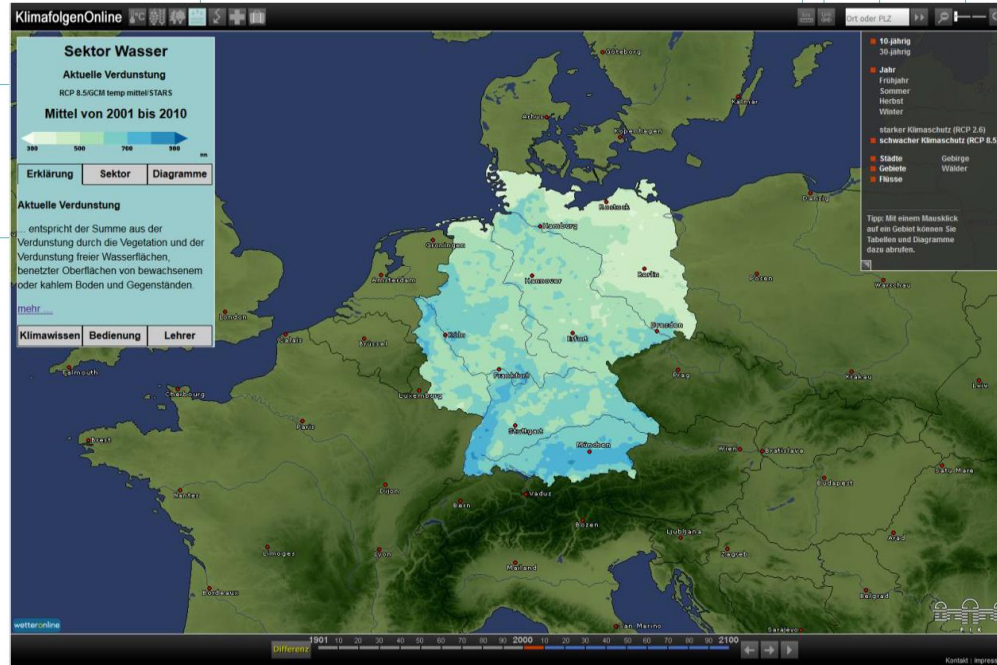 KlimafolgenOnline
°C
Ort oder PLZ
Sektor Wasser
Aktuelle Verdunstung
RCP 8.5/GCM temp mittel/STARS
Mittel von 2001 bis 2010
300 500 700 900
mm
Erklärung Sektor Diagramme
Aktuelle Verdunstung
... entspricht der Summe aus der
Verdunstung durch die Vegetation und der
Verdunstung freier Wasserflächen,
benetzter Oberflächen von bewachsenem
oder kahlem Boden und Gegenständen.
mehr ...
Klimawissen Bedienung Lehrer
10-jährig
30-jährig
Jahr
Frühjahr
Sommer
Herbst
Winter
starker Klimaschutz (RCP 2.6)
schwacher Klimaschutz (RCP 8.5
Städte Gebirge
Gebiete Wälder
Flüsse
Tipp: Mit einem Mausklick
auf ein Gebiet können Sie
Tabellen und Diagramme
dazu abrufen.
Göteborg
Kalmar
Århus
Kopenhagen
Danzig
Rostock
Hamburg
Groningen
Amsterdam
Hannover
Berlin
Posen
Warschau
London
Calais
Brüssel
Köln
Erfurt
Dresden
Falmouth
Cherbourg
Luxemburg
Frankfurt
Prag
Krakau
Lviv
Paris
Brest
Stuttgart
München
Wien
Bratislava
Satu Mare
Budapest
Nantes
Dijon
Bern
Vaduz
Bozen
Ljubljana
Zagreb
Arad
Limoges
Lyon
Mailand
Bordeaux
Belgrad
San Marino
Sarajevo
wetteronline
P I K
Differenz
1901 10 20 30 40 50 60 70 80 90 2000 10 20 30 40 50 60 70 80 90 2100
Kontakt | Impress